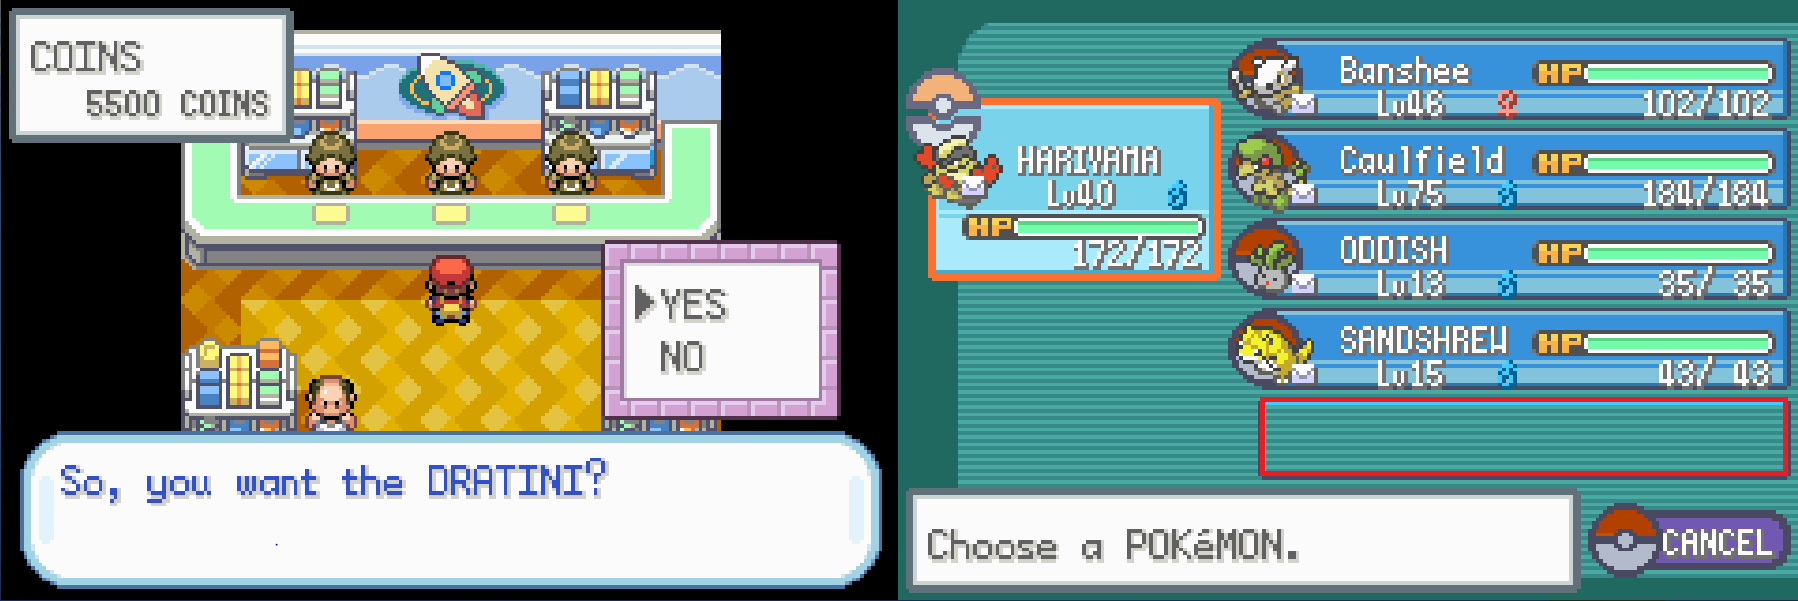 COINS
5500 COINS
YES
NO
So, you want the DRATINI?
HARIYAMA
Lv40
HP
172/172
Banshee
HP
Lv46
102/102
Caulfield
HP
Lv75
184/184
ODDISH
HP
Lv13
35/ 35
SANDSHREW
HP
Lv15
43/ 43
Choose a POKéMON.
CANCEL